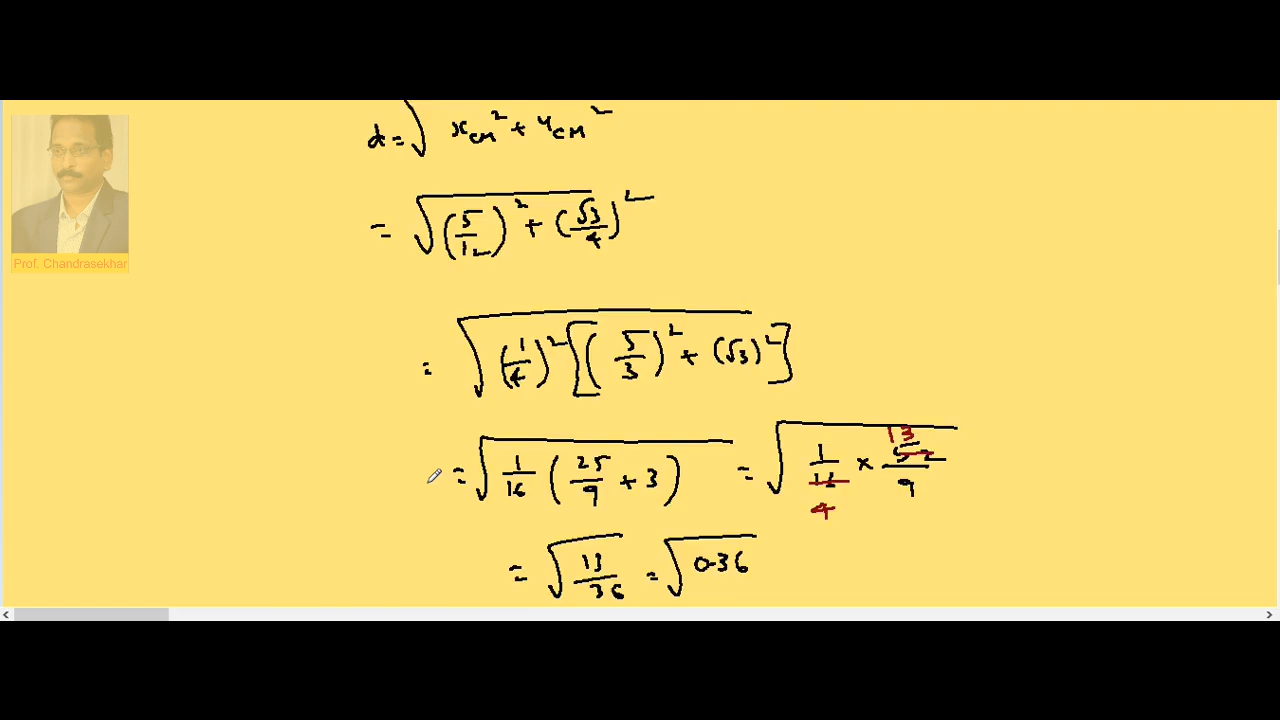 d = √ x_cm² + y_cm²
= √(5/12)² + (√3/4)²
Prof. Chandrasekhar
= √(1/4)² [(5/3)² + (√3)²]
= √1/16 (25/9 + 3) = √1/16 × 52/9
13
4
= √13/36 = √0.36